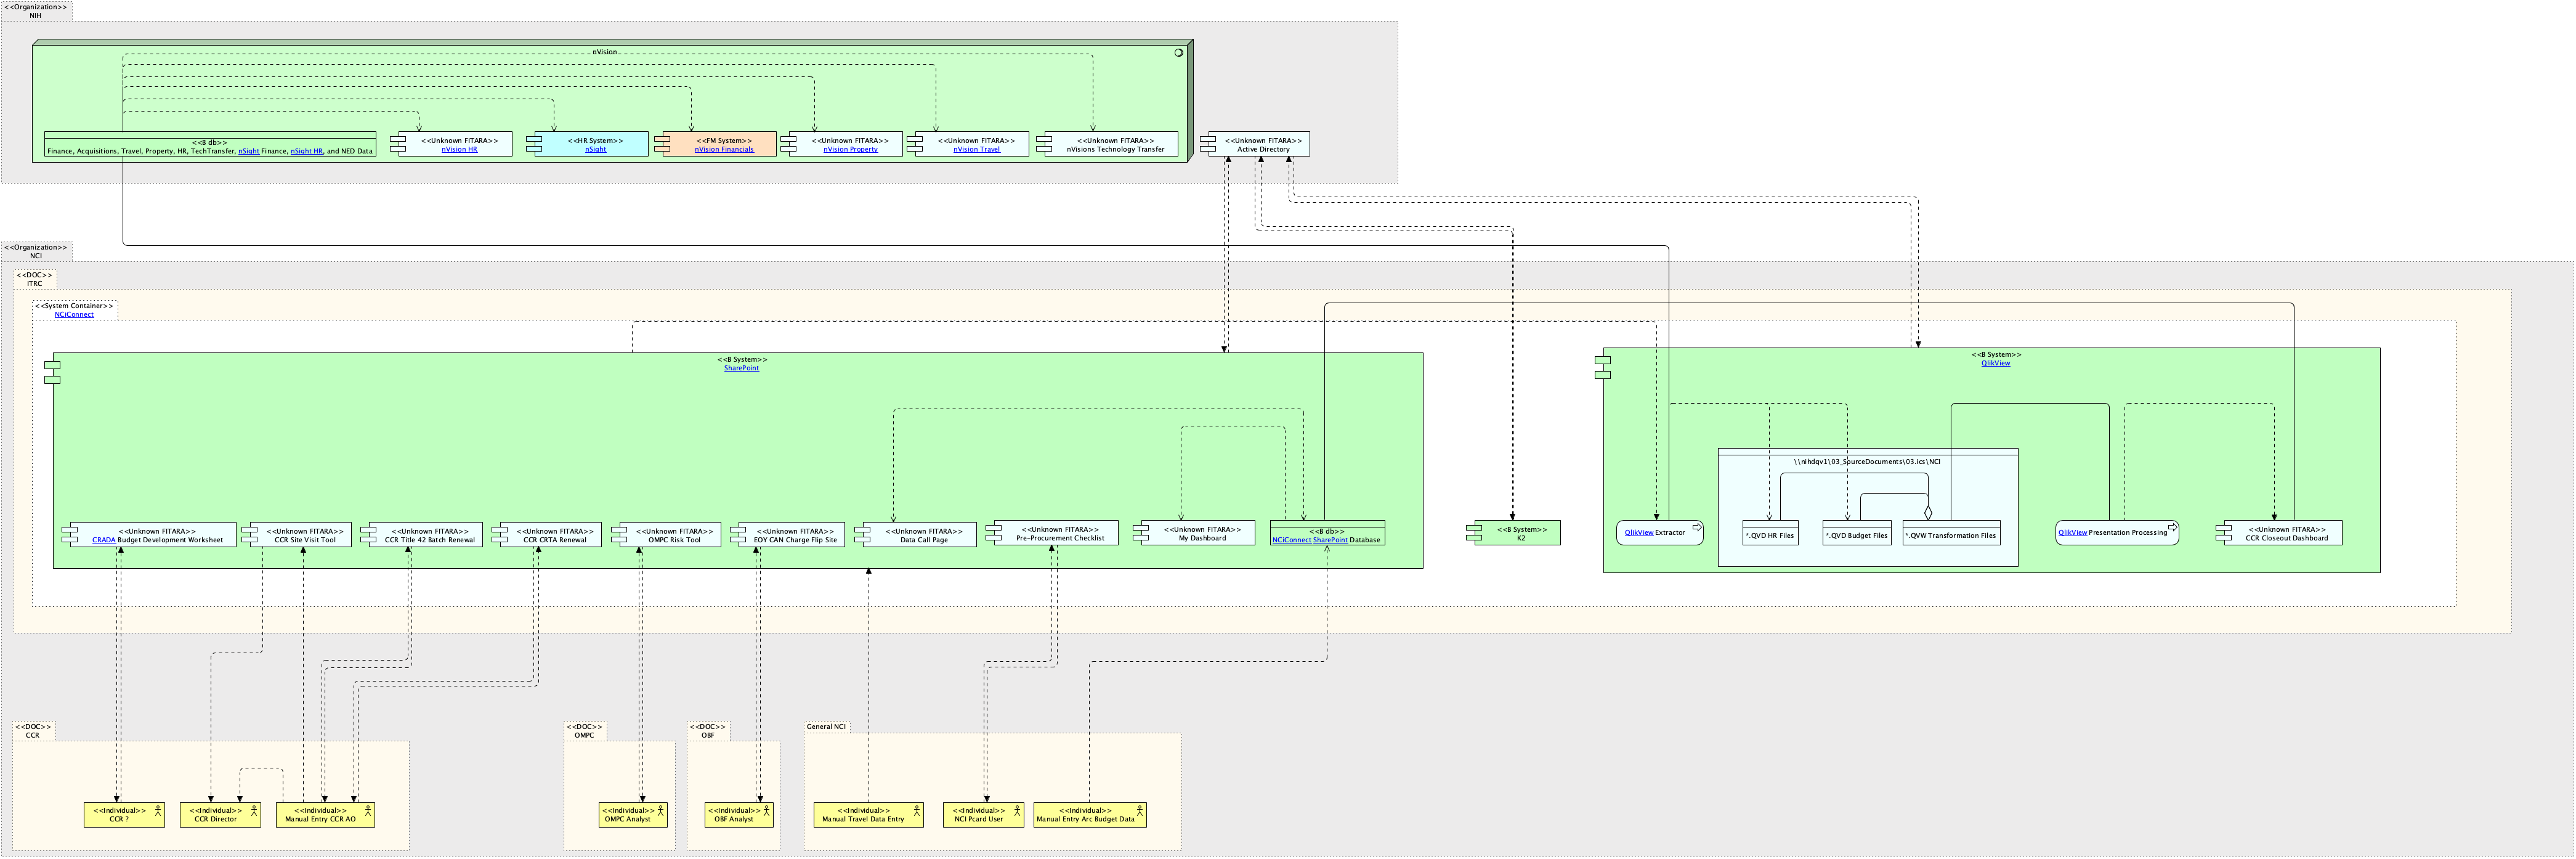 <<Organization>>
NIH
nVision
<<B db>>
Finance, Acquisitions, Travel, Property, HR, TechTransfer, nSight Finance, nSight HR, and NED Data
<<Unknown FITARA>>
nVision HR
<<HR System>>
nSight
<<FM System>>
nVision Financials
<<Unknown FITARA>>
nVision Property
<<Unknown FITARA>>
nVision Travel
<<Unknown FITARA>>
nVisions Technology Transfer
<<Unknown FITARA>>
Active Directory
<<Organization>>
NCI
<<DOC>>
ITRC
<<System Container>>
NCiConnect
<<B System>>
SharePoint
<<B System>>
QlikView
\\nihdqv1\03_SourceDocuments\03.ics\NCI
<<Unknown FITARA>>
CRADA Budget Development Worksheet
<<Unknown FITARA>>
CCR Site Visit Tool
<<Unknown FITARA>>
CCR Title 42 Batch Renewal
<<Unknown FITARA>>
CCR CRTA Renewal
<<Unknown FITARA>>
OMPC Risk Tool
<<Unknown FITARA>>
EOY CAN Charge Flip Site
<<Unknown FITARA>>
Data Call Page
<<Unknown FITARA>>
Pre-Procurement Checklist
<<Unknown FITARA>>
My Dashboard
<<B db>>
NCiConnect SharePoint Database
<<B System>>
K2
QlikView Extractor
*.QVD HR Files
*.QVD Budget Files
*.QVW Transformation Files
QlikView Presentation Processing
<<Unknown FITARA>>
CCR Closeout Dashboard
<<DOC>>
CCR
<<DOC>>
OMPC
<<DOC>>
OBF
General NCI
<<Individual>>
CCR ?
<<Individual>>
CCR Director
<<Individual>>
Manual Entry CCR AO
<<Individual>>
OMPC Analyst
<<Individual>>
OBF Analyst
<<Individual>>
Manual Travel Data Entry
<<Individual>>
NCI Pcard User
<<Individual>>
Manual Entry Arc Budget Data